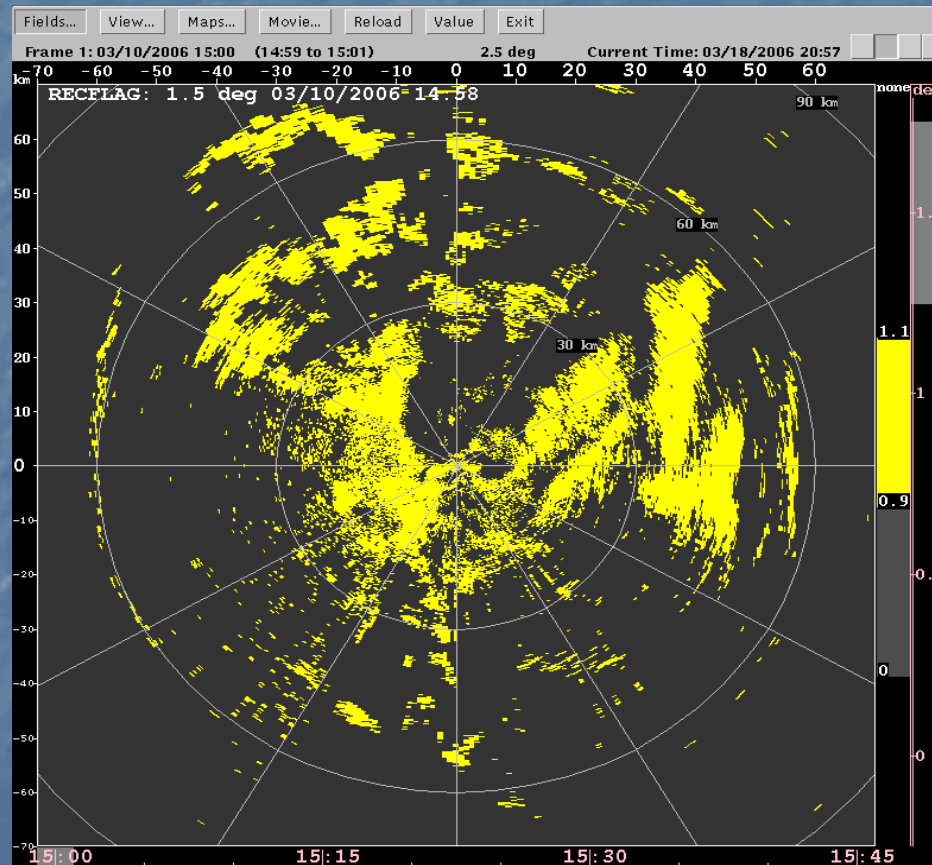 Fields... View... Maps... Movie... Reload Value Exit
Frame 1: 03/10/2006 15:00 (14:59 to 15:01) 2.5 deg Current Time: 03/18/2006 20:57
-70 -60 -50 -40 -30 -20 -10 0 10 20 30 40 50 60
km
none
RECFLAG: 1.5 deg 03/10/2006 14:58
90 km
60
50
60 km
1.
40
30
1.1
30 km
20
1
10
0
0.9
-10
-20
0.
-30
0
-40
-50
0
-60
-70
15:00 15:15 15:30 15:45